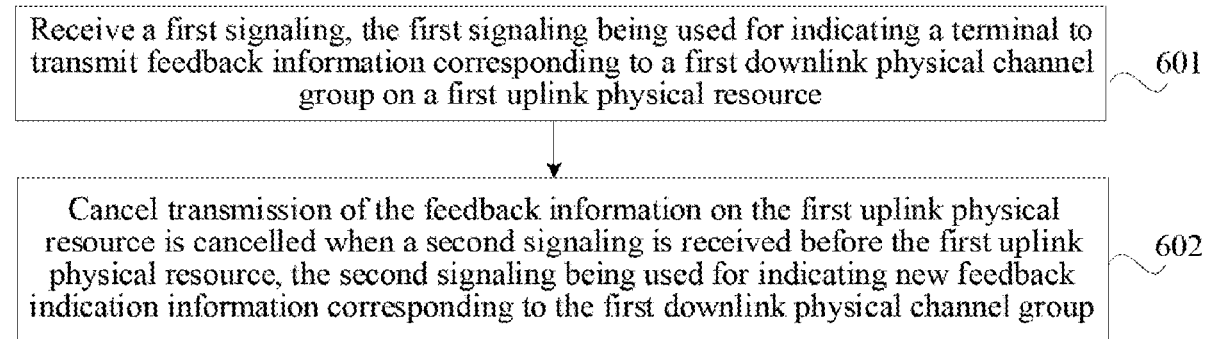 Receive a first signaling, the first signaling being used for indicating a terminal to
transmit feedback information corresponding to a first downlink physical channel
group on a first uplink physical resource
601
Cancel transmission of the feedback information on the first uplink physical
resource is cancelled when a second signaling is received before the first uplink
physical resource, the second signaling being used for indicating new feedback
indication information corresponding to the first downlink physical channel group
602